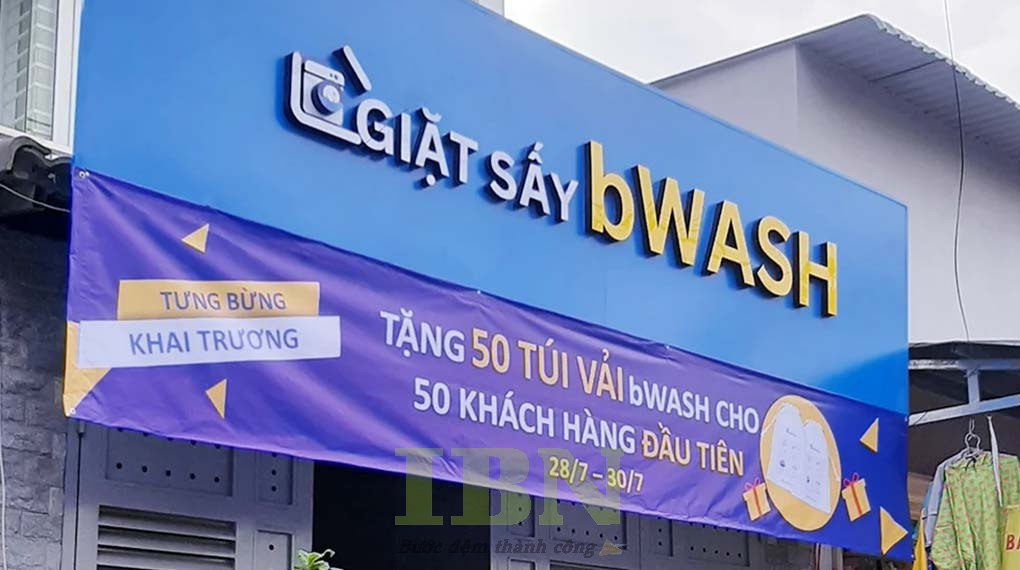 GIẶT SẤY bWASH
TƯNG BỪNG
KHAI TRƯƠNG
TẶNG 50 TÚI VẢI bWASH CHO
50 KHÁCH HÀNG ĐẦU TIÊN
28/7 – 30/7
IBN
Bước đệm thành công